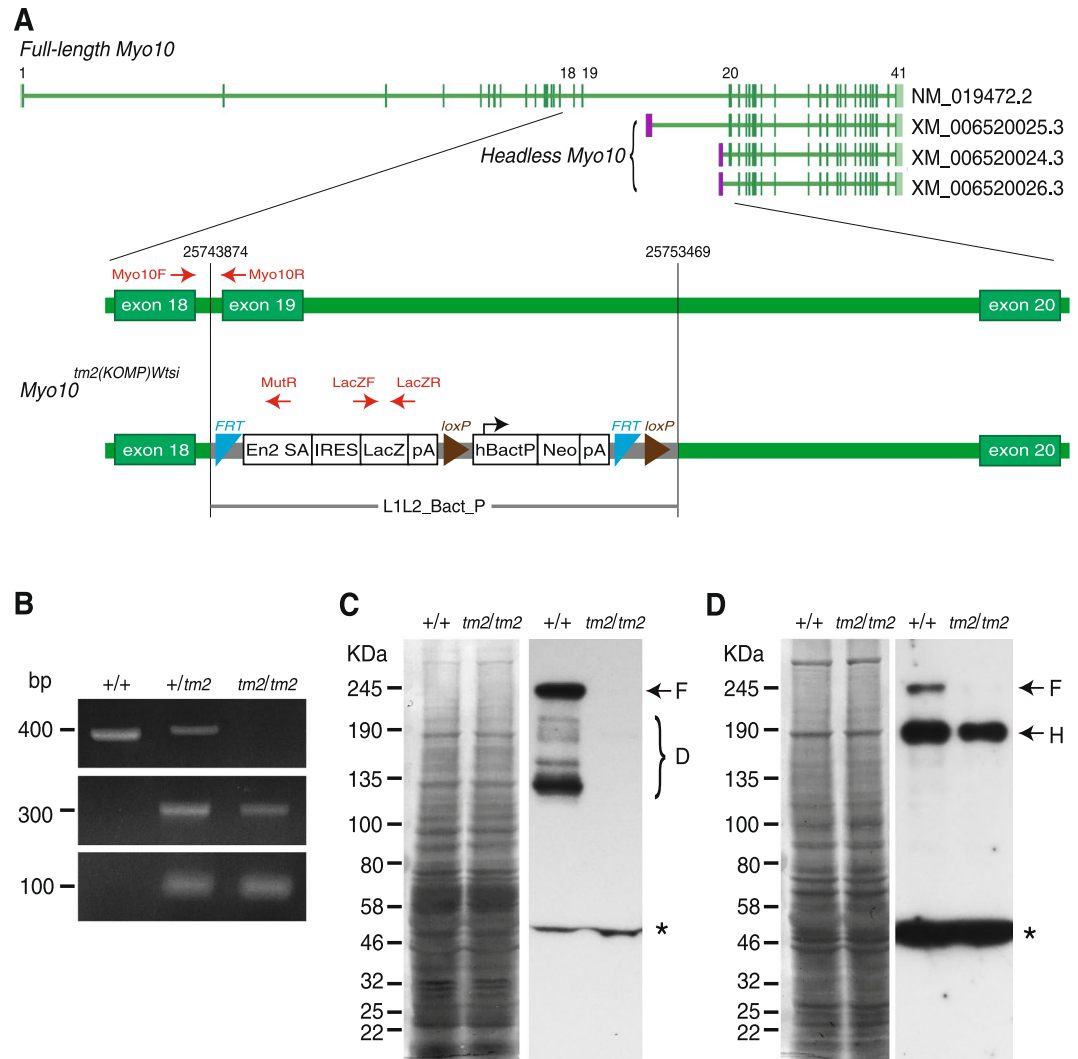 A
Full-length Myo10
1 18 19 20 41
NM_019472.2
XM_006520025.3
Headless Myo10
XM_006520024.3
XM_006520026.3
25743874 25753469
Myo10F Myo10R
exon 18 exon 19 exon 20
Myo10tm2(KOMP)Wtsi
MutR LacZF LacZR
FRT loxP FRT loxP
exon 18 En2 SA IRES LacZ pA hBactP Neo pA exon 20
L1L2_Bact_P
B
bp +/+ +/tm2 tm2/tm2
400
300
100
C
+/+ tm2/tm2 +/+ tm2/tm2
KDa
245 F
190
D
135
100
80
58
*
46
32
25
22
D
+/+ tm2/tm2 +/+ tm2/tm2
KDa
245 F
190 H
135
100
80
58
*
46
32
25
22